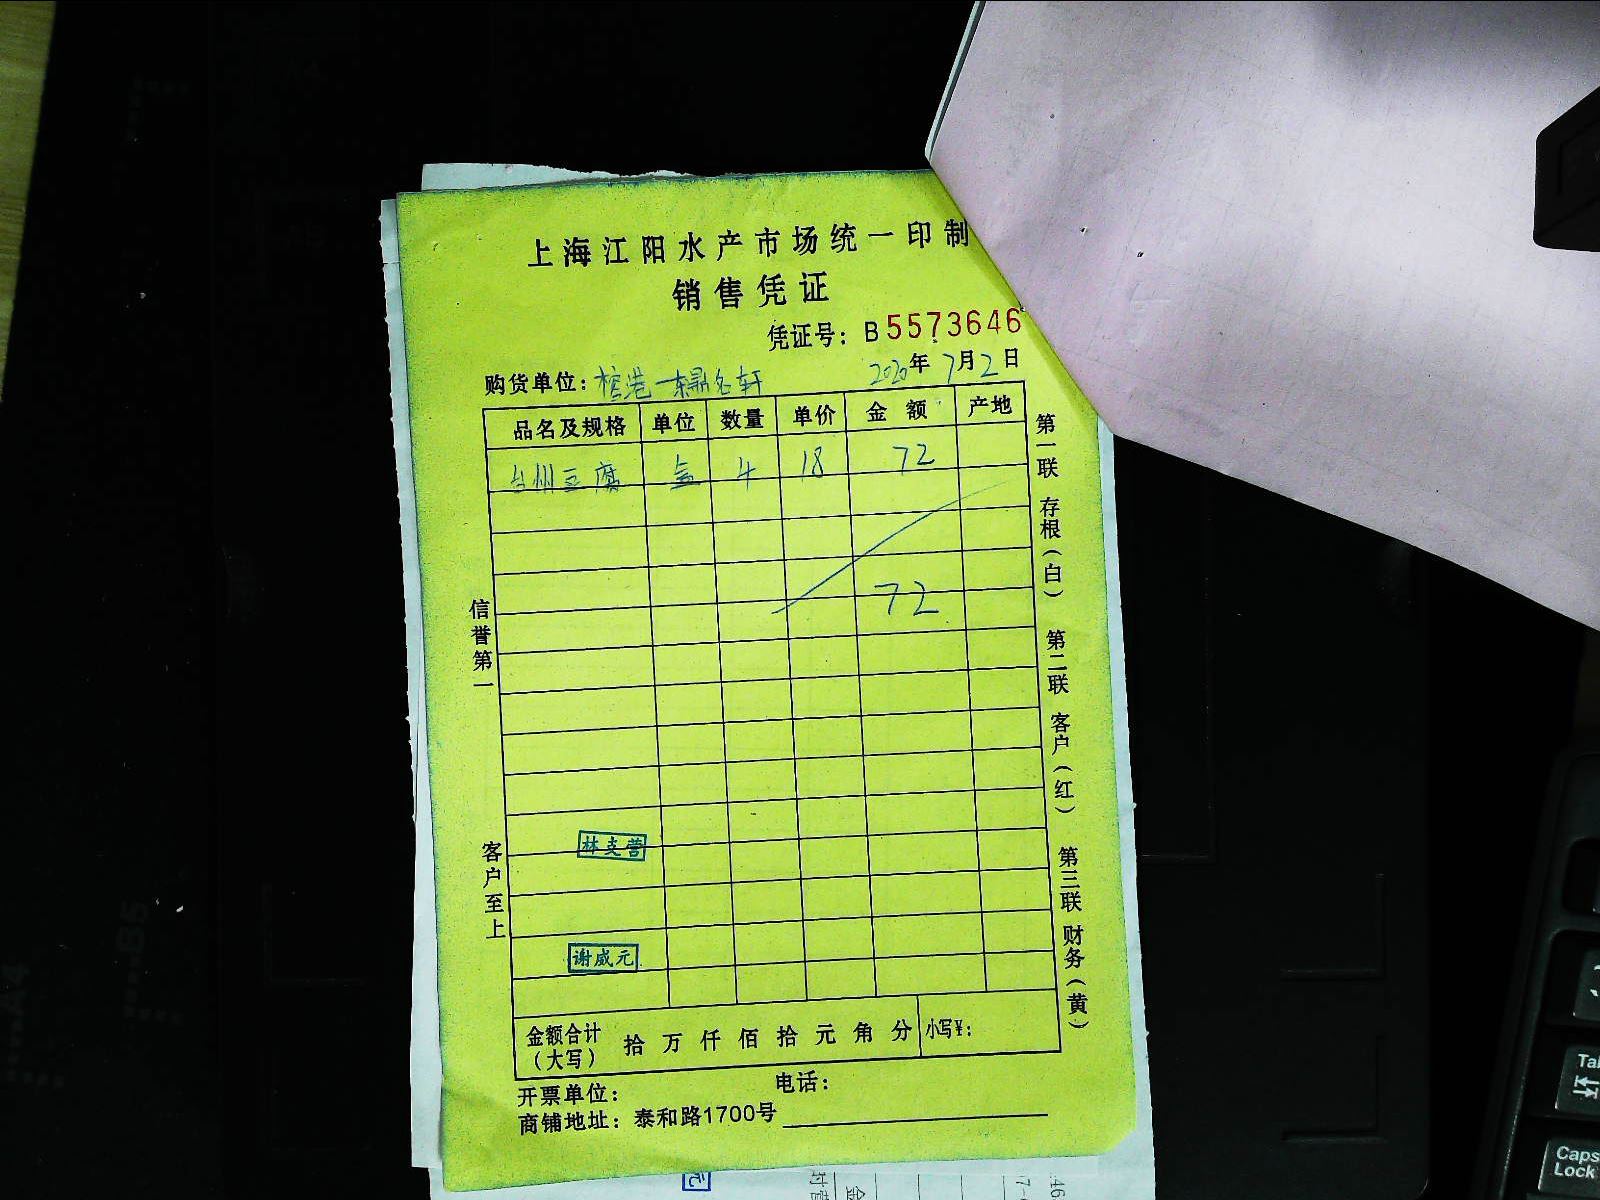 上海江阳水产市场统一印制
销售凭证
凭证号：B5573646
购货单位： 2020年7月2日
品名及规格 单位 数量 单价 金额 产地
台州豆腐 盒 4 18 72
72
信誉第一
客户至上
第一联 存根（白）
第二联 客户（红）
第三联 财务（黄）
林支营
谢威元
金额合计（大写） 拾 万 仟 佰 拾 元 角 分 小写¥：
开票单位： 电话：
商铺地址：泰和路1700号
A4
B5
Caps Lock